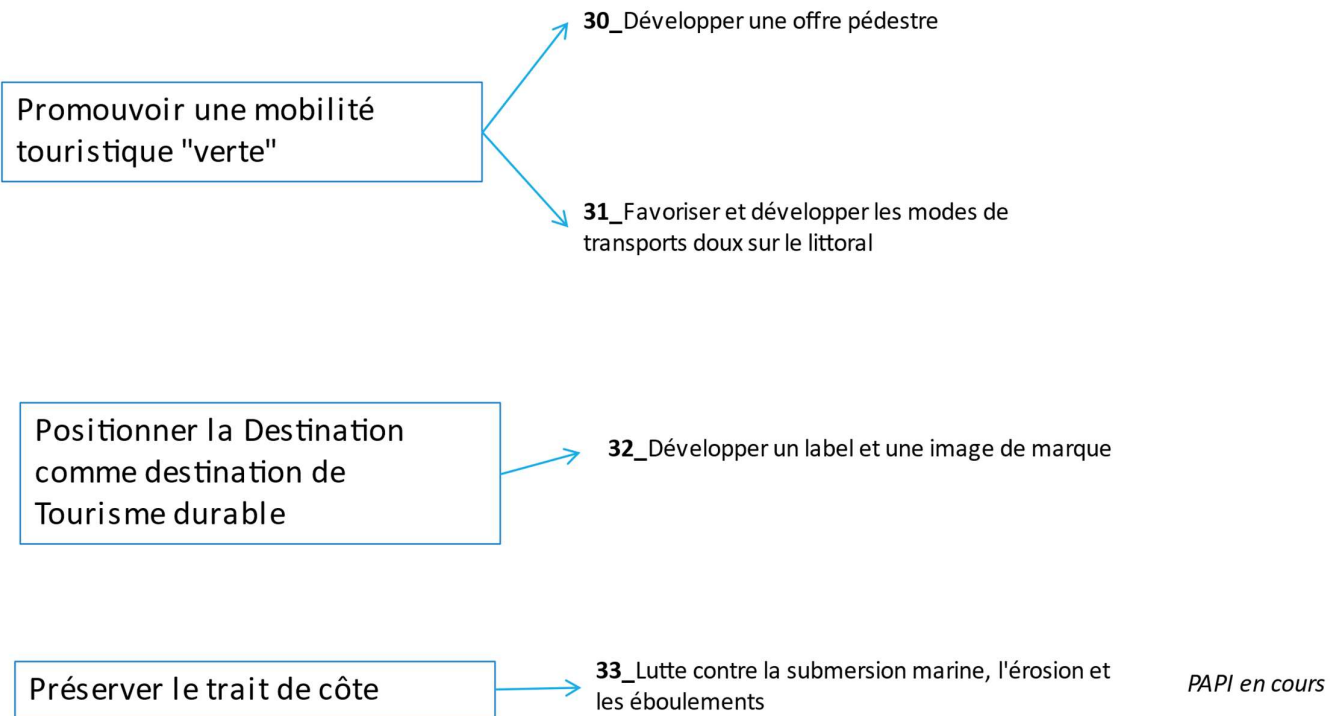 30_Développer une offre pédestre
Promouvoir une mobilité
touristique "verte"
31_Favoriser et développer les modes de
transports doux sur le littoral
Positionner la Destination
comme destination de
Tourisme durable
32_Développer un label et une image de marque
Préserver le trait de côte
33_Lutte contre la submersion marine, l'érosion et
les éboulements
PAPI en cours